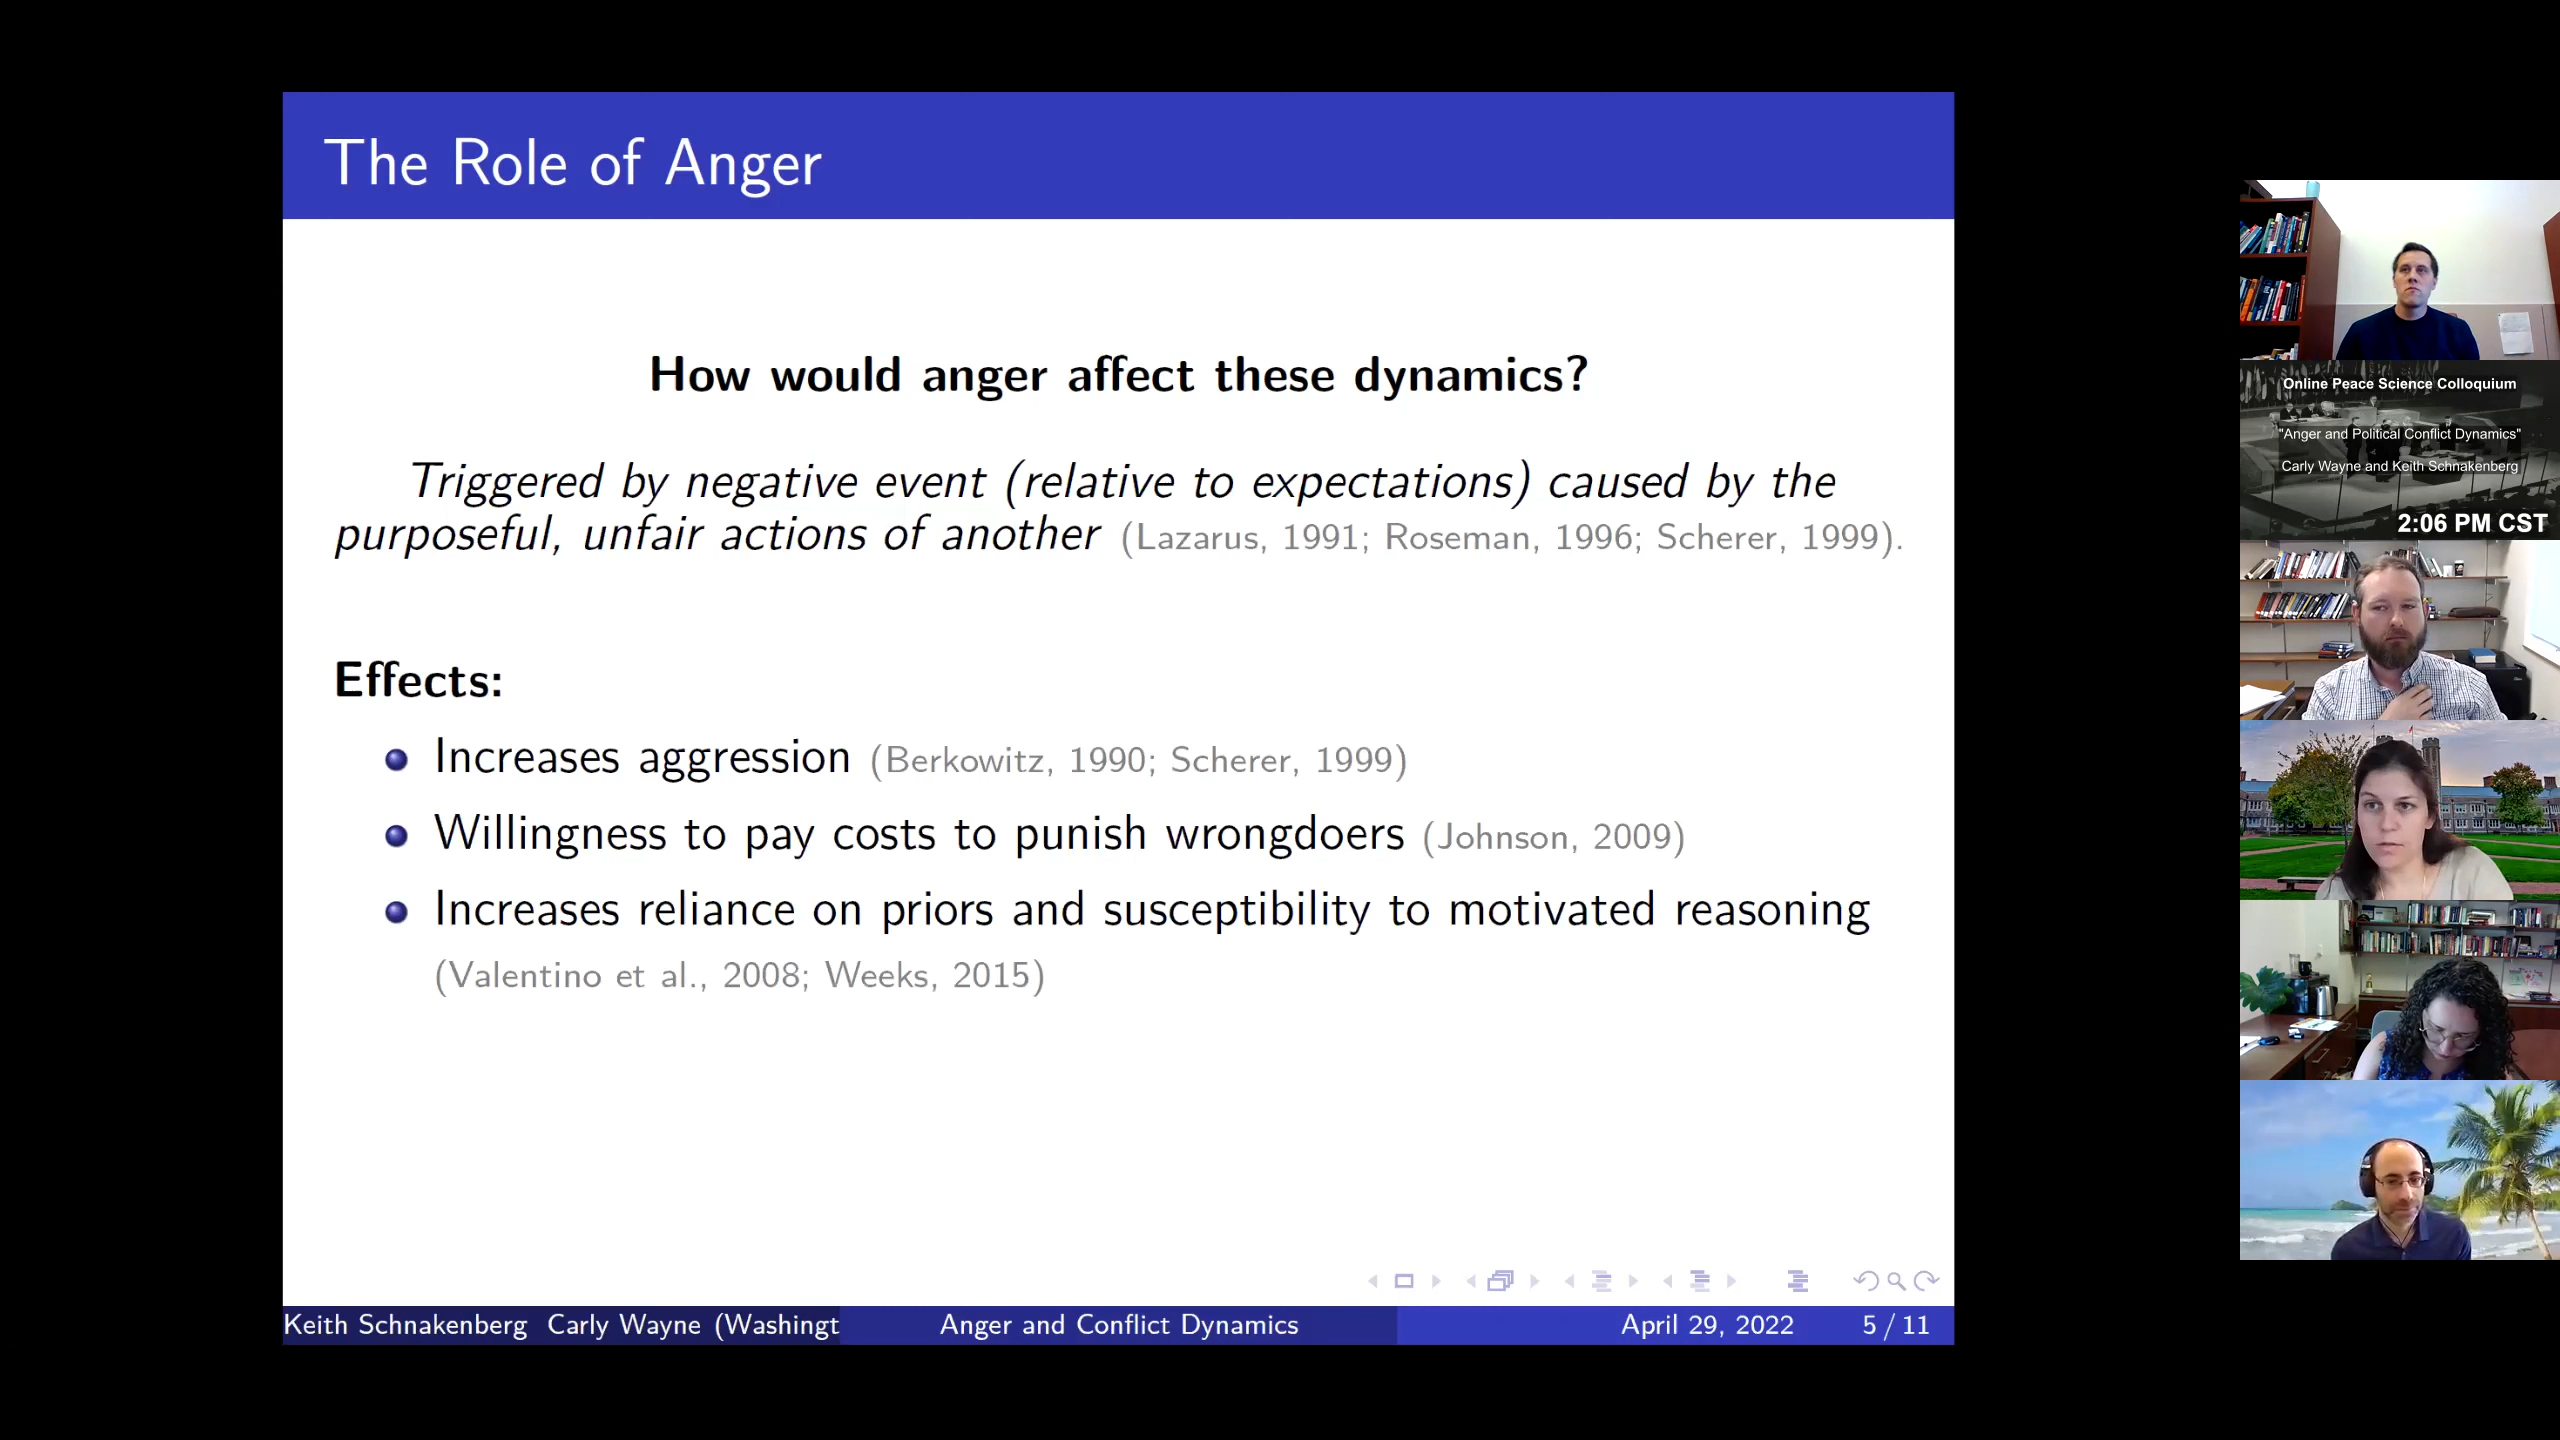 The Role of Anger
How would anger affect these dynamics?
Triggered by negative event (relative to expectations) caused by the
purposeful, unfair actions of another (Lazarus, 1991; Roseman, 1996; Scherer, 1999).
Effects:
Increases aggression (Berkowitz, 1990; Scherer, 1999)
Willingness to pay costs to punish wrongdoers (Johnson, 2009)
Increases reliance on priors and susceptibility to motivated reasoning
(Valentino et al., 2008; Weeks, 2015)
Keith Schnakenberg Carly Wayne (Washingt
Anger and Conflict Dynamics
April 29, 2022
5 / 11
Online Peace Science Colloquium
"Anger and Political Conflict Dynamics"
Carly Wayne and Keith Schnakenberg
2:06 PM CST